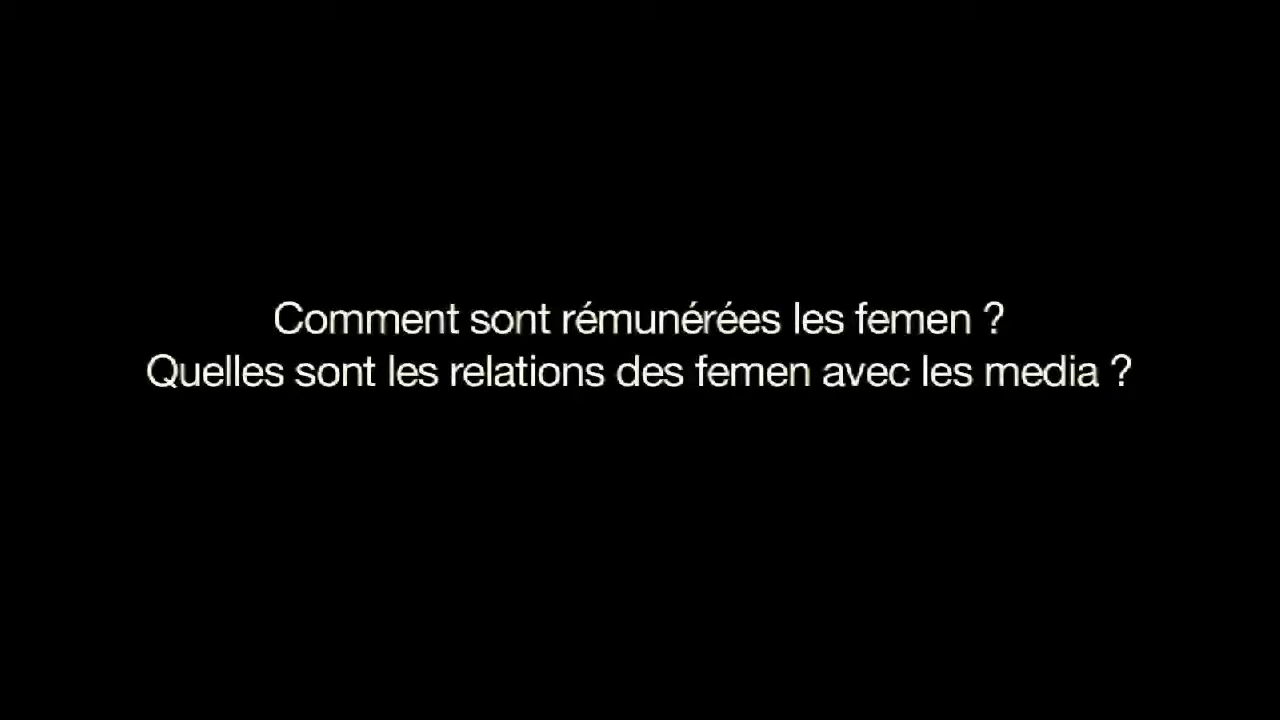 Comment sont rémunérées les femen ?
Quelles sont les relations des femen avec les media ?